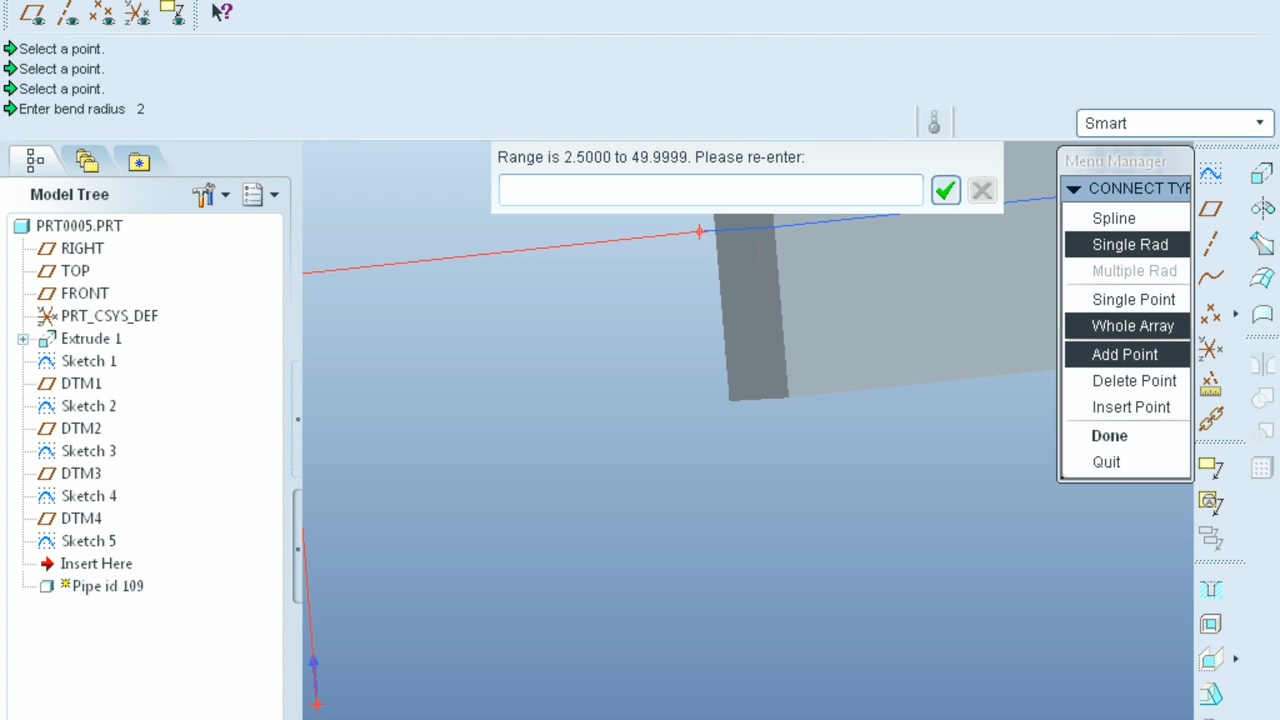 Select a point.
Select a point.
Select a point.
Enter bend radius 2
Smart
Range is 2.5000 to 49.9999. Please re-enter:
Menu Manager
CONNECT TYP
Spline
Single Rad
Multiple Rad
Single Point
Whole Array
Add Point
Delete Point
Insert Point
Done
Quit
Model Tree
PRT0005.PRT
RIGHT
TOP
FRONT
PRT_CSYS_DEF
Extrude 1
Sketch 1
DTM1
Sketch 2
DTM2
Sketch 3
DTM3
Sketch 4
DTM4
Sketch 5
Insert Here
Pipe id 109